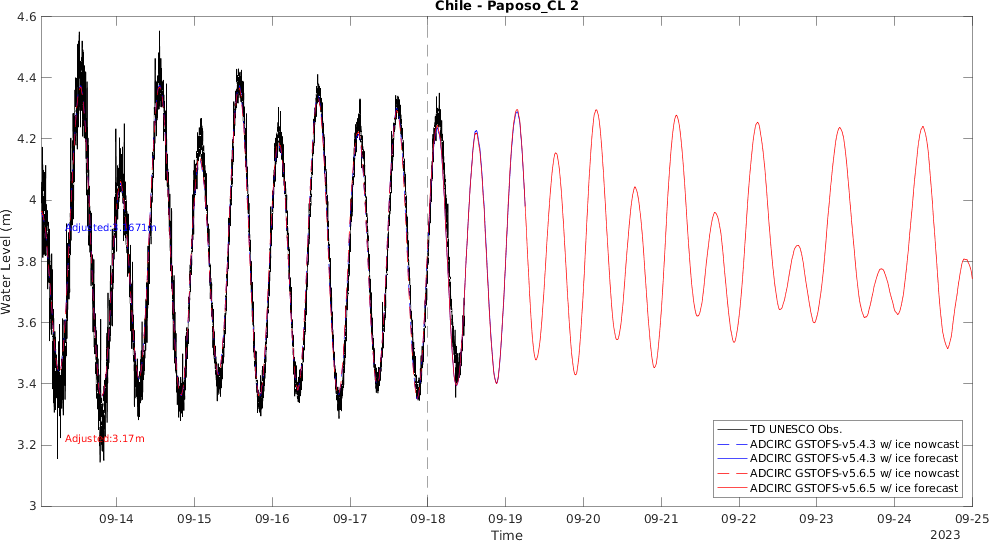 Chile - Paposo_CL 2
4.6
4.4
4.2
4
3.8
3.6
3.4
3.2
3
Water Level (m)
Adjusted:3.1671m
Adjusted:3.17m
TD UNESCO Obs.
ADCIRC GSTOFS-v5.4.3 w/ ice nowcast
ADCIRC GSTOFS-v5.4.3 w/ ice forecast
ADCIRC GSTOFS-v5.6.5 w/ ice nowcast
ADCIRC GSTOFS-v5.6.5 w/ ice forecast
09-14 09-15 09-16 09-17 09-18 09-19 09-20 09-21 09-22 09-23 09-24 09-25
Time
2023